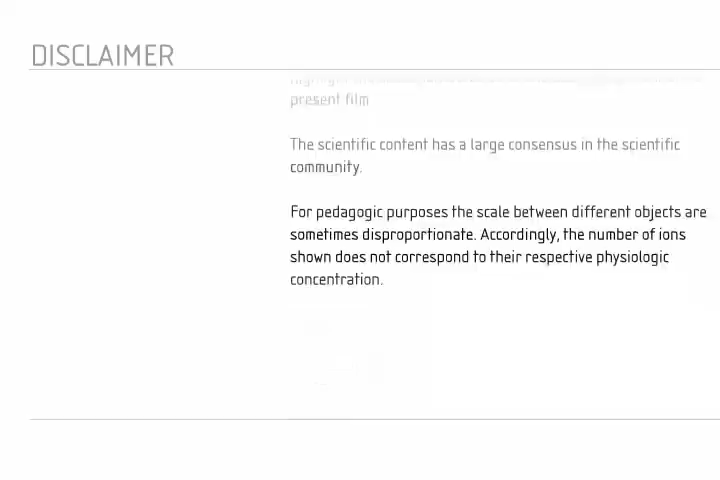 DISCLAIMER
present film
The scientific content has a large consensus in the scientific
community.
For pedagogic purposes the scale between different objects are
sometimes disproportionate. Accordingly, the number of ions
shown does not correspond to their respective physiologic
concentration.